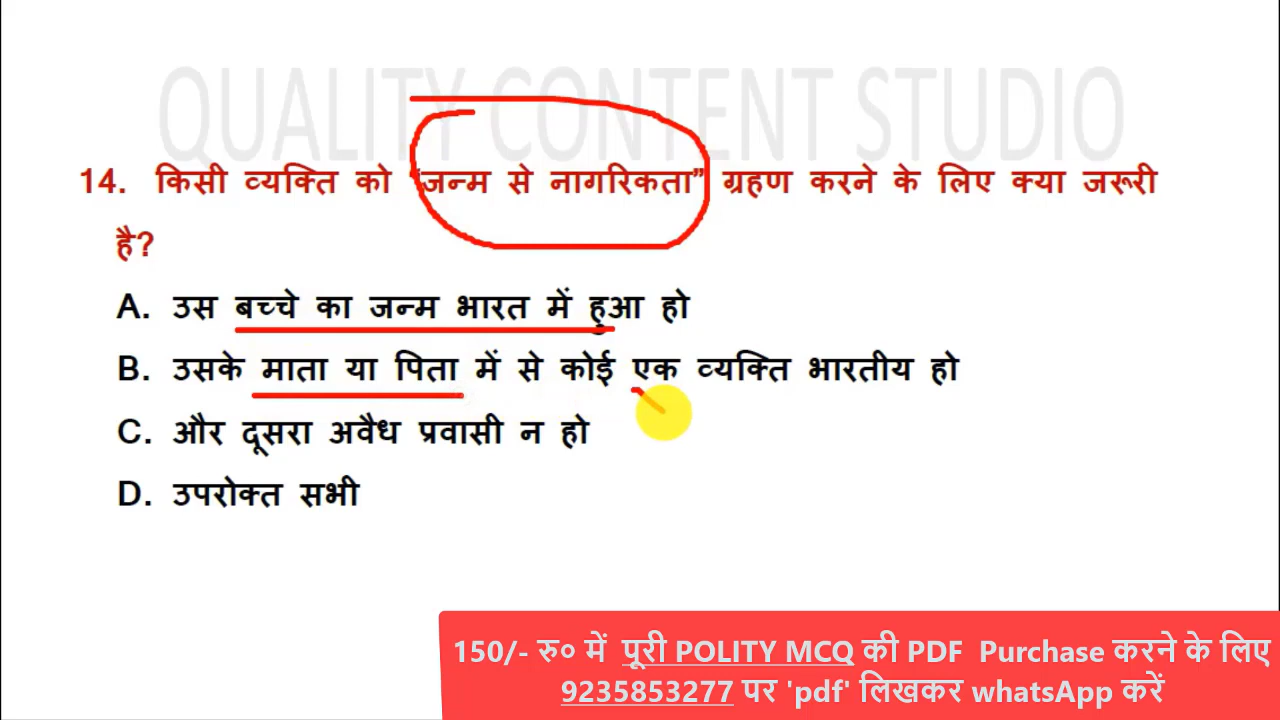 QUALITY CONTENT STUDIO
14. किसी व्यक्ति को "जन्म से नागरिकता" ग्रहण करने के लिए क्या जरूरी
है?
A. उस बच्चे का जन्म भारत में हुआ हो
B. उसके माता या पिता में से कोई एक व्यक्ति भारतीय हो
C. और दूसरा अवैध प्रवासी न हो
D. उपरोक्त सभी
150/- रु० में पूरी POLITY MCQ की PDF Purchase करने के लिए
9235853277 पर 'pdf' लिखकर whatsApp करें